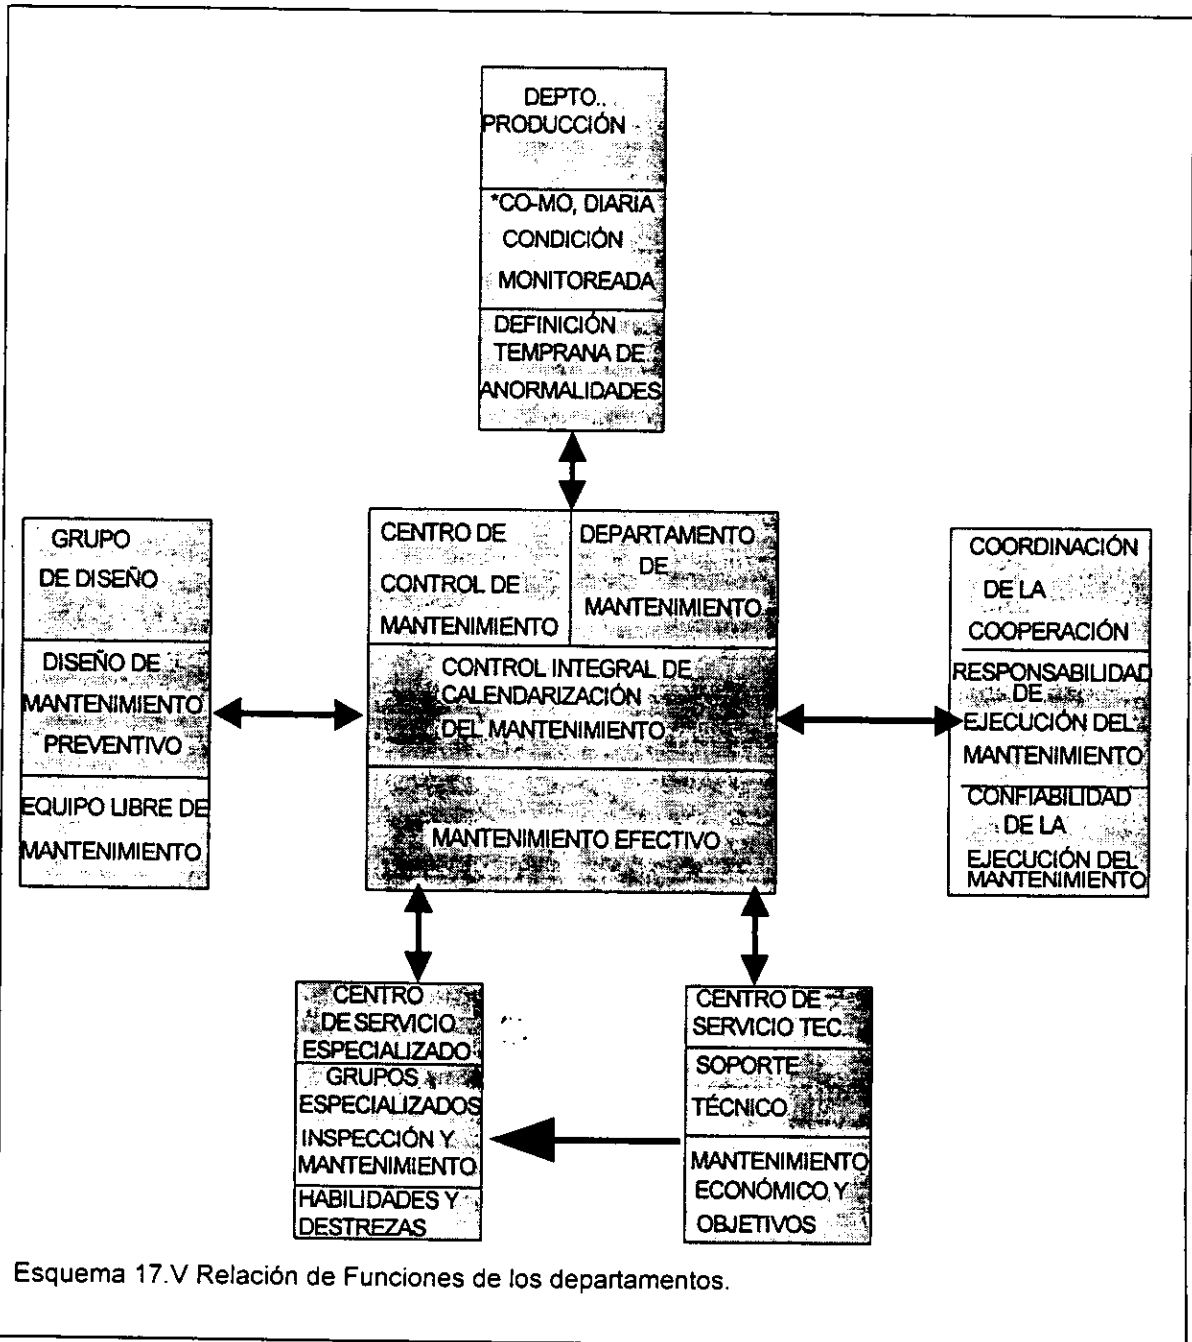 DEPTO..
PRODUCCIÓN
*CO-MO, DIARIA
CONDICIÓN
MONITOREADA
DEFINICIÓN
TEMPRANA DE
ANORMALIDADES
GRUPO
DE DISEÑO
DISEÑO DE
MANTENIMIENTO
PREVENTIVO
EQUIPO LIBRE DE
MANTENIMIENTO
CENTRO DE
CONTROL DE
MANTENIMIENTO
DEPARTAMENTO
DE
MANTENIMIENTO
CONTROL INTEGRAL DE
CALENDARIZACIÓN
DEL MANTENIMIENTO
MANTENIMIENTO EFECTIVO
COORDINACIÓN
DE LA
COOPERACIÓN
RESPONSABILIDAD
DE
EJECUCIÓN DEL
MANTENIMIENTO
CONFIABILIDAD
DE LA
EJECUCIÓN DEL
MANTENIMIENTO
CENTRO
DE SERVICIO
ESPECIALIZADO
GRUPOS
ESPECIALIZADOS
INSPECCIÓN Y
MANTENIMIENTO
HABILIDADES Y
DESTREZAS
CENTRO DE
SERVICIO TEC.
SOPORTE
TÉCNICO
MANTENIMIENTO
ECONÓMICO Y
OBJETIVOS
Esquema 17.V Relación de Funciones de los departamentos.